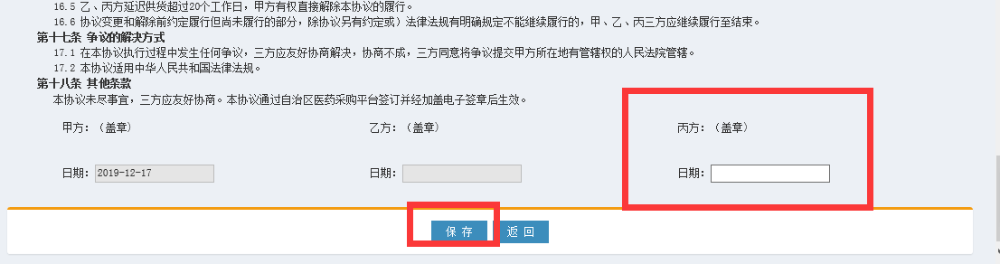 16.5 乙、丙方延迟供货超过20个工作日，甲方有权直接解除本协议的履行。
16.6 协议变更和解除前约定履行但尚未履行的部分，除协议另有约定或）法律法规有明确规定不能继续履行的，甲、乙、丙三方应继续履行至结束。
第十七条 争议的解决方式
17.1 在本协议执行过程中发生任何争议，三方应友好协商解决，协商不成，三方同意将争议提交甲方所在地有管辖权的人民法院管辖。
17.2 本协议适用中华人民共和国法律法规。
第十八条 其他条款
本协议未尽事宜，三方应友好协商。本协议通过自治区医药采购平台签订并经加盖电子签章后生效。
甲方：（盖章） 乙方：（盖章） 丙方：（盖章）
日期：2019-12-17 日期： 日期：
保存 返回